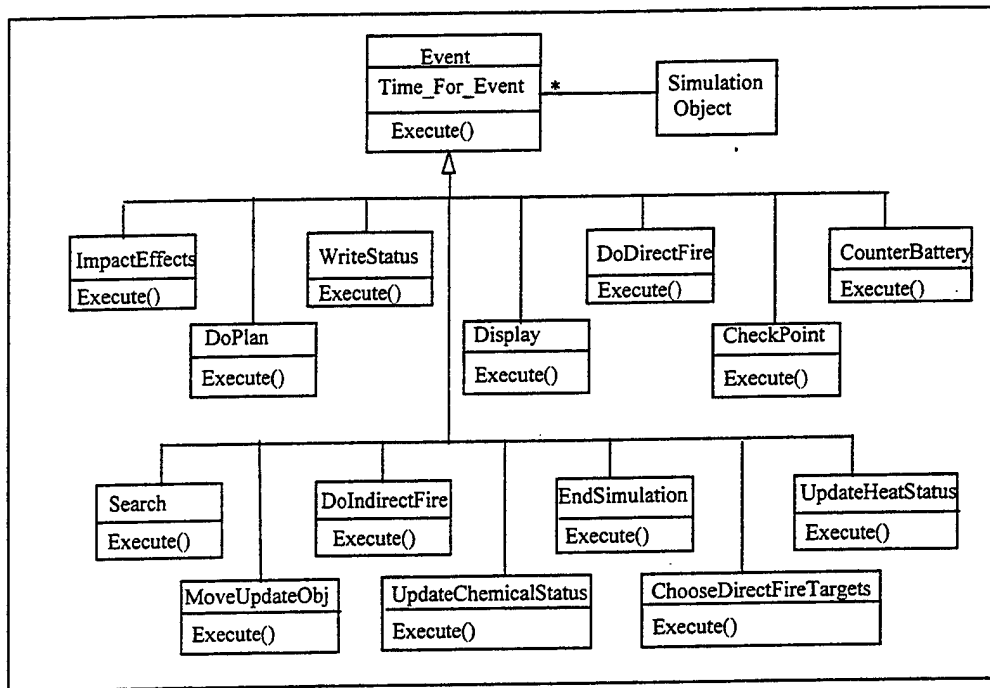 Event
Time_For_Event
Execute()
*
Simulation
Object
ImpactEffects
Execute()
WriteStatus
Execute()
DoDirectFire
Execute()
CounterBattery
Execute()
DoPlan
Execute()
Display
Execute()
CheckPoint
Execute()
Search
Execute()
DoIndirectFire
Execute()
EndSimulation
Execute()
UpdateHeatStatus
Execute()
MoveUpdateObj
Execute()
UpdateChemicalStatus
Execute()
ChooseDirectFireTargets
Execute()